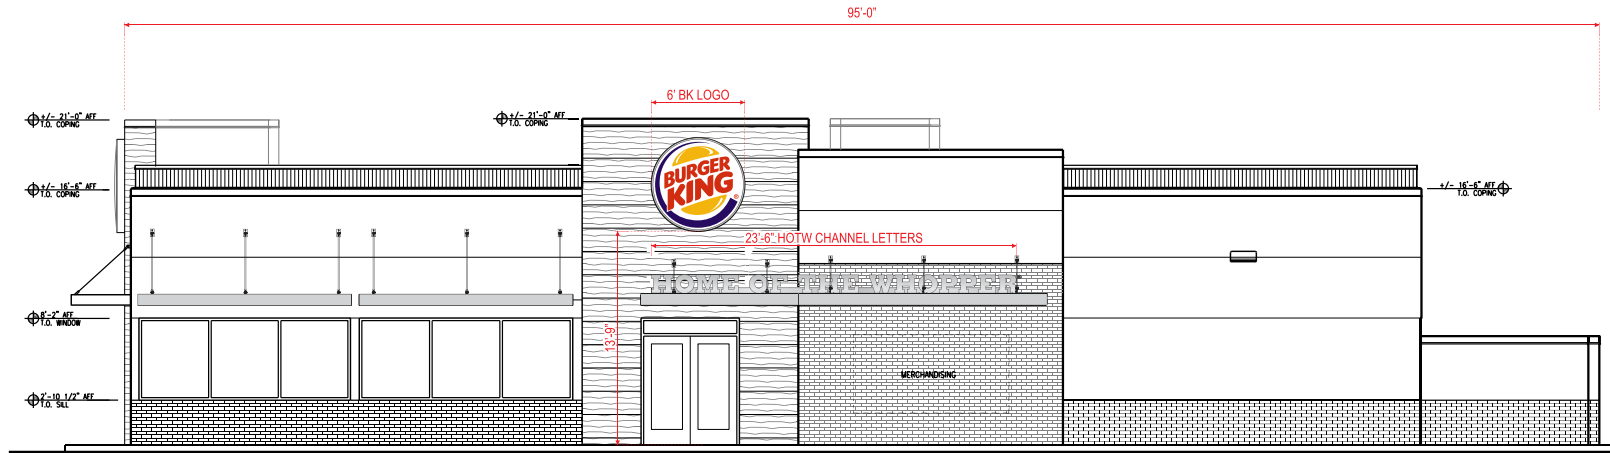 95'-0"
6' BK LOGO
+/- 21'-0" AFF
T.O. COPING
+/- 21'-0" AFF
T.O. COPING
BURGER
KING
®
+/- 16'-6" AFF
T.O. COPING
+/- 16'-6" AFF
T.O. COPING
23'-6" HOTW CHANNEL LETTERS
HOME OF THE WHOPPER
8'-2" AFF
T.O. WINDOW
13'-9"
MERCHANDISING
2'-10 1/2" AFF
T.O. SILL